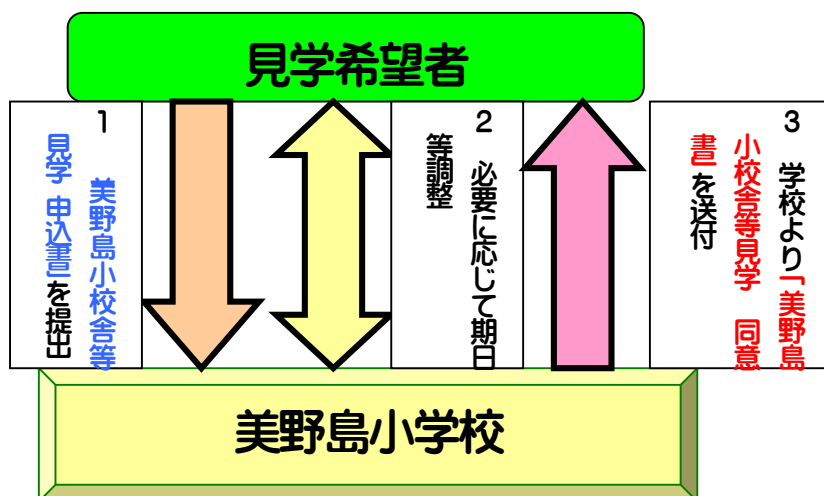 見学希望者
1 美野島小校舎等
見学 申込書」を提出
2 必要に応じて期日
等調整
3 学校より「美野島
小校舎等見学 同意
書」を送付
美野島小学校